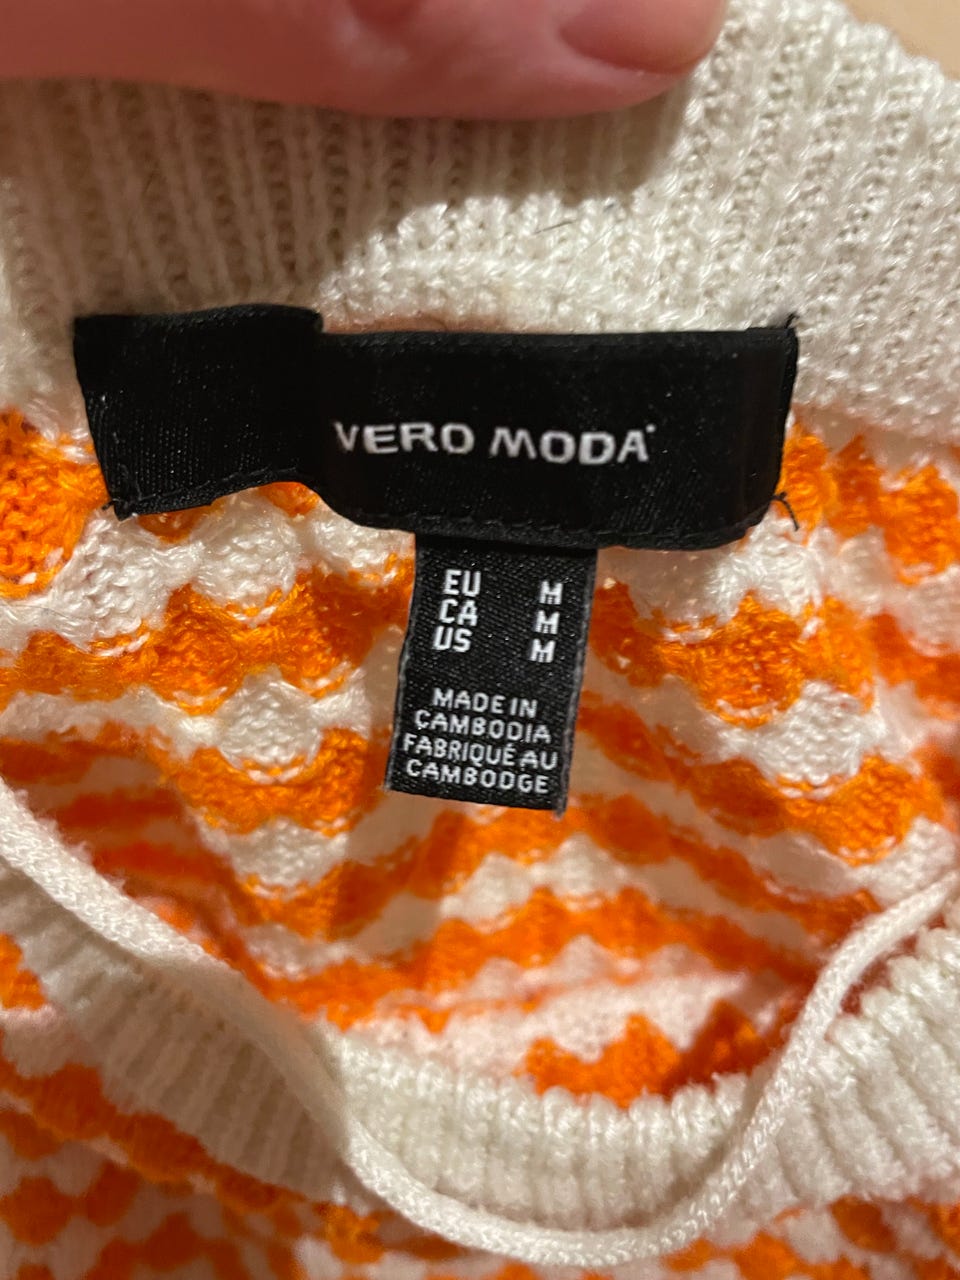 VERO MODA
EU M
CA M
US M
MADE IN
CAMBODIA
FABRIQUÉ AU
CAMBODGE